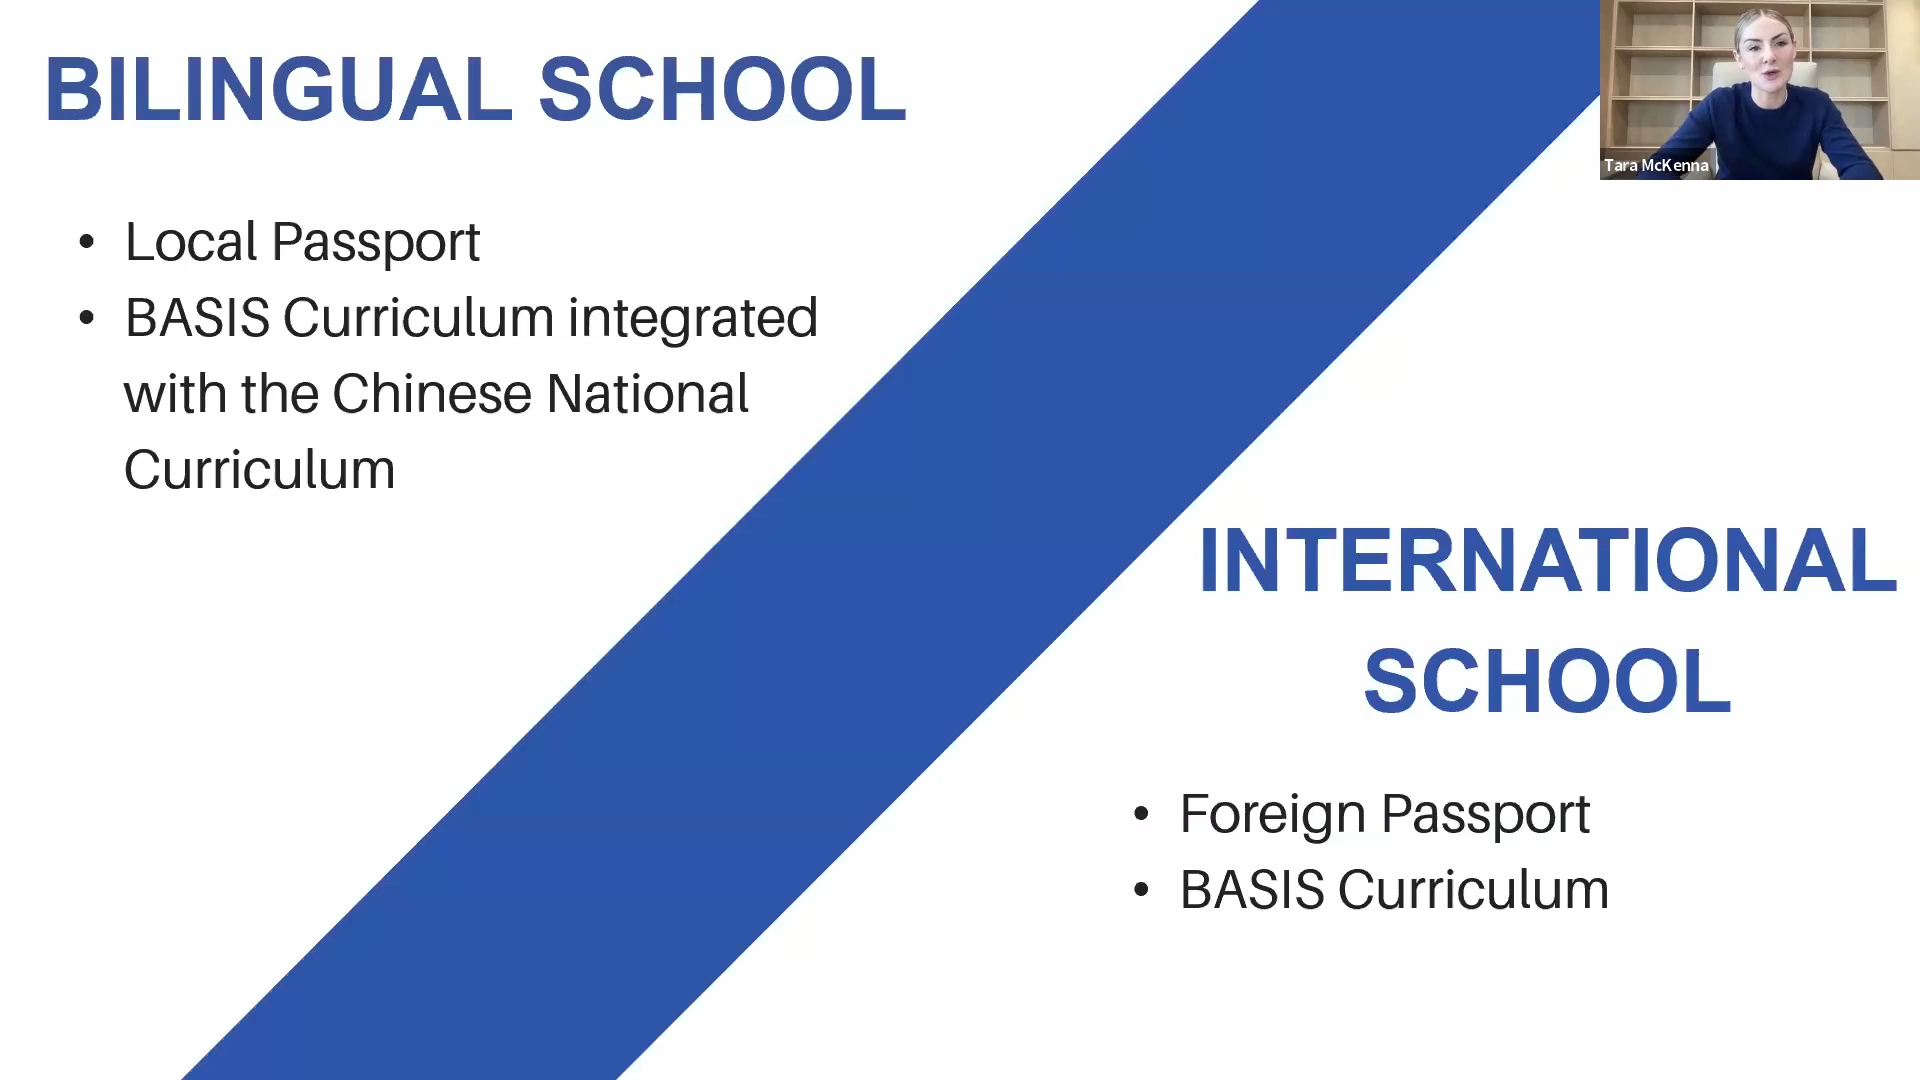 BILINGUAL SCHOOL
• Local Passport
• BASIS Curriculum integrated
with the Chinese National
Curriculum
Tara McKenna
INTERNATIONAL
SCHOOL
• Foreign Passport
• BASIS Curriculum